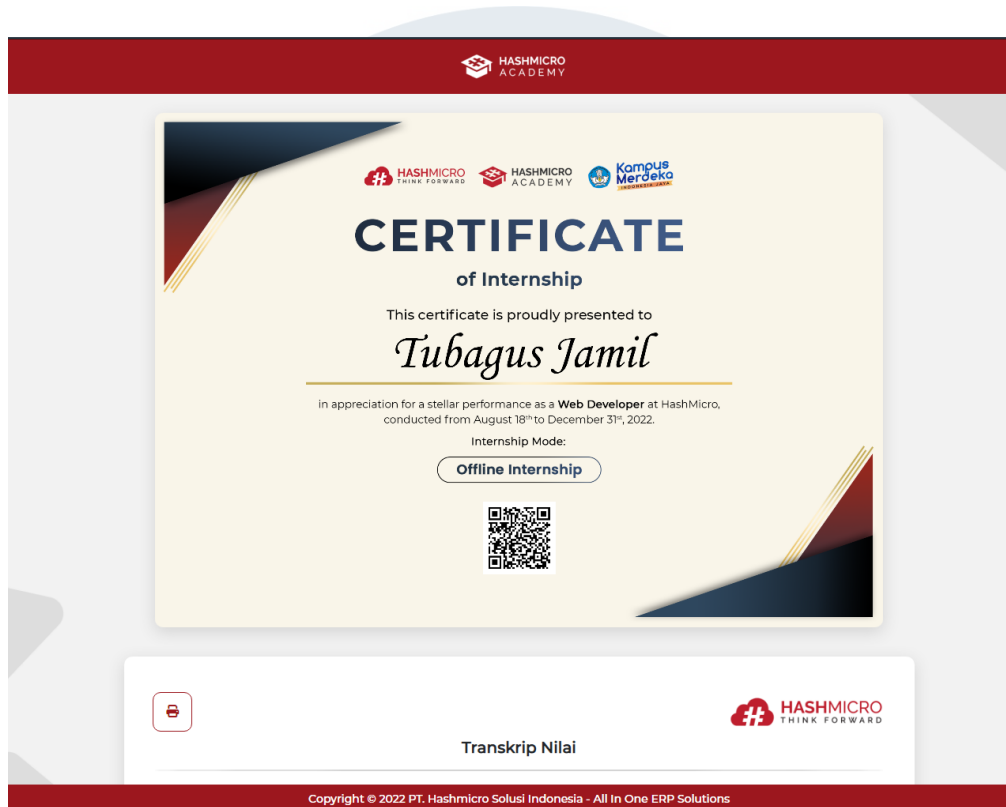 HASHMICRO
ACADEMY
HASHMICRO
THINK FORWARD
HASHMICRO
ACADEMY
Kampus
Merdeka
INDONESIA JAYA
CERTIFICATE
of Internship
This certificate is proudly presented to
Tubagus Jamil
in appreciation for a stellar performance as a Web Developer at HashMicro,
conducted from August 18th to December 31st, 2022.
Internship Mode:
Offline Internship
HASHMICRO
THINK FORWARD
Transkrip Nilai
Copyright © 2022 PT. Hashmicro Solusi Indonesia - All In One ERP Solutions